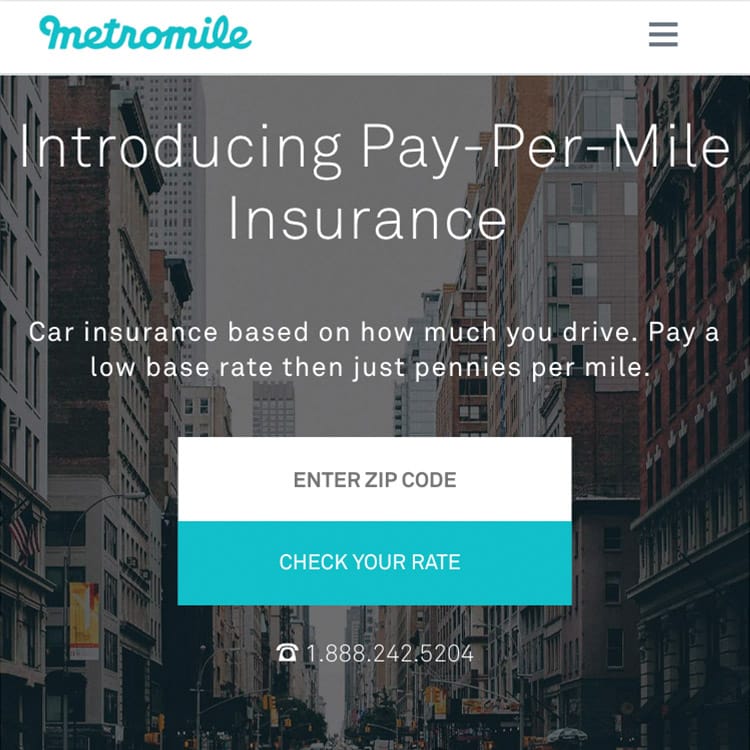 metromile
Introducing Pay-Per-Mile
Insurance
Car insurance based on how much you drive. Pay a
low base rate then just pennies per mile.
ENTER ZIP CODE
CHECK YOUR RATE
1.888.242.5204